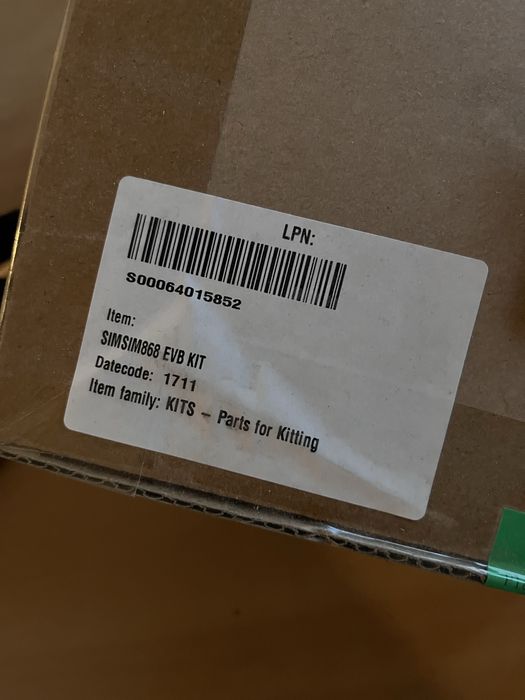 LPN:
S00064015852
Item:
SIMSIM868 EVB KIT
Datecode: 1711
Item family: KITS – Parts for Kitting